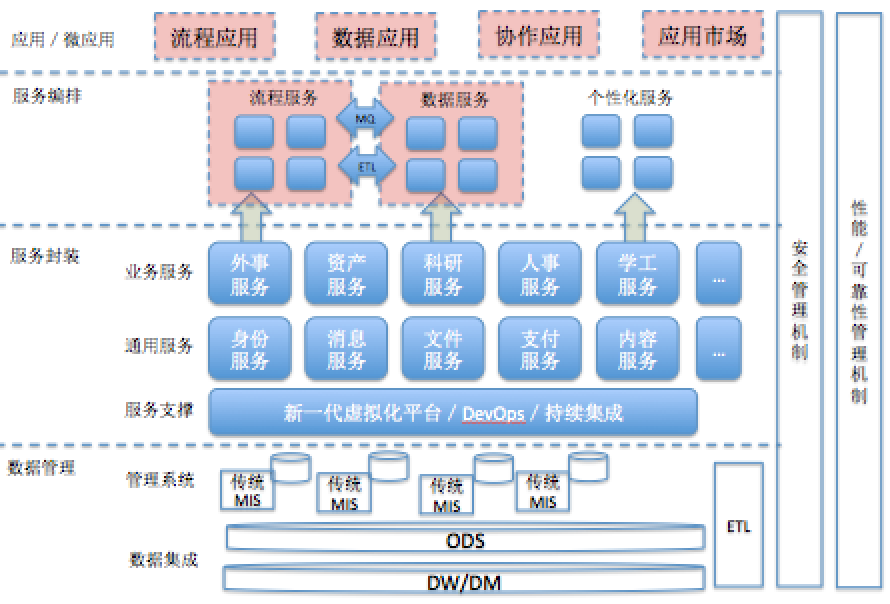 应用 / 微应用
流程应用
数据应用
协作应用
应用市场
服务编排
流程服务
数据服务
个性化服务
MQ
ETL
服务封装
业务服务
外事
服务
资产
服务
科研
服务
人事
服务
学工
服务
...
通用服务
身份
服务
消息
服务
文件
服务
支付
服务
内容
服务
...
服务支撑
新一代虚拟化平台 / DevOps / 持续集成
数据管理
管理系统
传统
MIS
传统
MIS
传统
MIS
传统
MIS
数据集成
ODS
DW/DM
ETL
安全管理机制
性能/可靠性管理机制